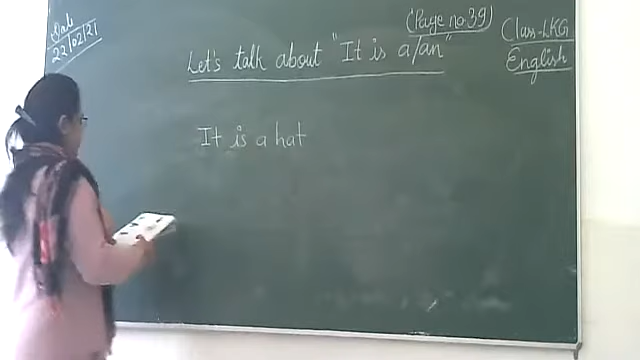 Date
22/02/21
(Page no.39)
Class-LKG
English
Let's talk about "It is a/an"
It is a hat